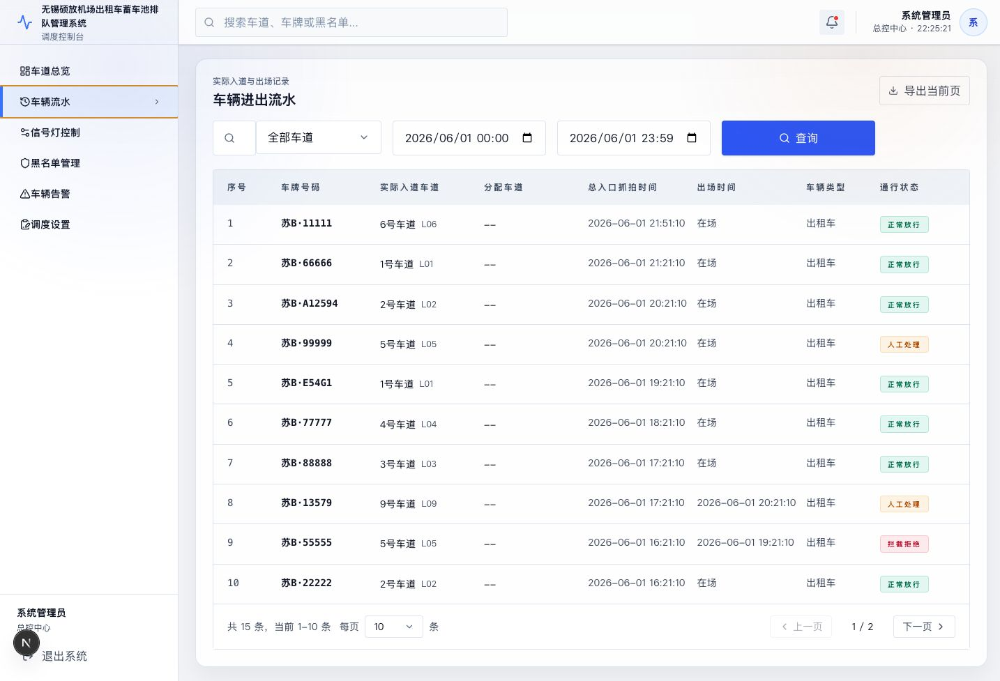 无锡硕放机场出租车蓄车池排
队管理系统
调度控制台
搜索车道、车牌或黑名单...
系统管理员
总控中心 · 22:25:21
系
车道总览
车辆流水
信号灯控制
黑名单管理
车辆告警
调度设置
实际入道与出场记录
车辆进出流水
导出当前页
全部车道
2026/06/01 00:00
2026/06/01 23:59
查询
序号 车牌号码 实际入道车道 分配车道 总入口抓拍时间 出场时间 车辆类型 通行状态
1 苏B·11111 6号车道 L06 -- 2026-06-01 21:51:10 在场 出租车 正常放行
2 苏B·66666 1号车道 L01 -- 2026-06-01 21:21:10 在场 出租车 正常放行
3 苏B·A12594 2号车道 L02 -- 2026-06-01 20:21:10 在场 出租车 正常放行
4 苏B·99999 5号车道 L05 -- 2026-06-01 20:21:10 在场 出租车 人工处理
5 苏B·E54G1 1号车道 L01 -- 2026-06-01 19:21:10 在场 出租车 正常放行
6 苏B·77777 4号车道 L04 -- 2026-06-01 18:21:10 在场 出租车 正常放行
7 苏B·88888 3号车道 L03 -- 2026-06-01 17:21:10 在场 出租车 正常放行
8 苏B·13579 9号车道 L09 -- 2026-06-01 17:21:10 2026-06-01 20:21:10 出租车 人工处理
9 苏B·55555 5号车道 L05 -- 2026-06-01 16:21:10 2026-06-01 19:21:10 出租车 拦截拒绝
10 苏B·22222 2号车道 L02 -- 2026-06-01 16:21:10 在场 出租车 正常放行
共 15 条，当前 1-10 条 每页 10 条
上一页 1 / 2 下一页
系统管理员
总控中心
N
退出系统